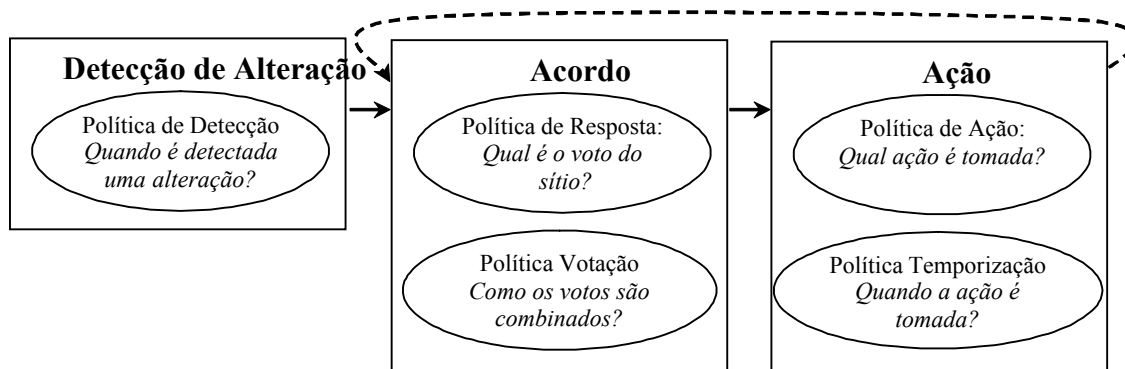 Detecção de Alteração
Política de Detecção
Quando é detectada
uma alteração?
Acordo
Política de Resposta:
Qual é o voto do
sítio?
Política Votação
Como os votos são
combinados?
Ação
Política de Ação:
Qual ação é tomada?
Política Temporização
Quando a ação é
tomada?